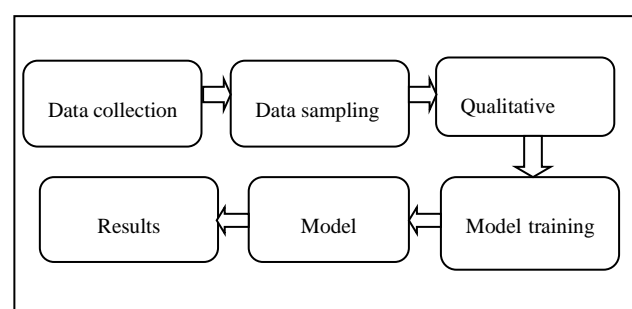 Data collection
Data sampling
Qualitative
Model training
Model
Results